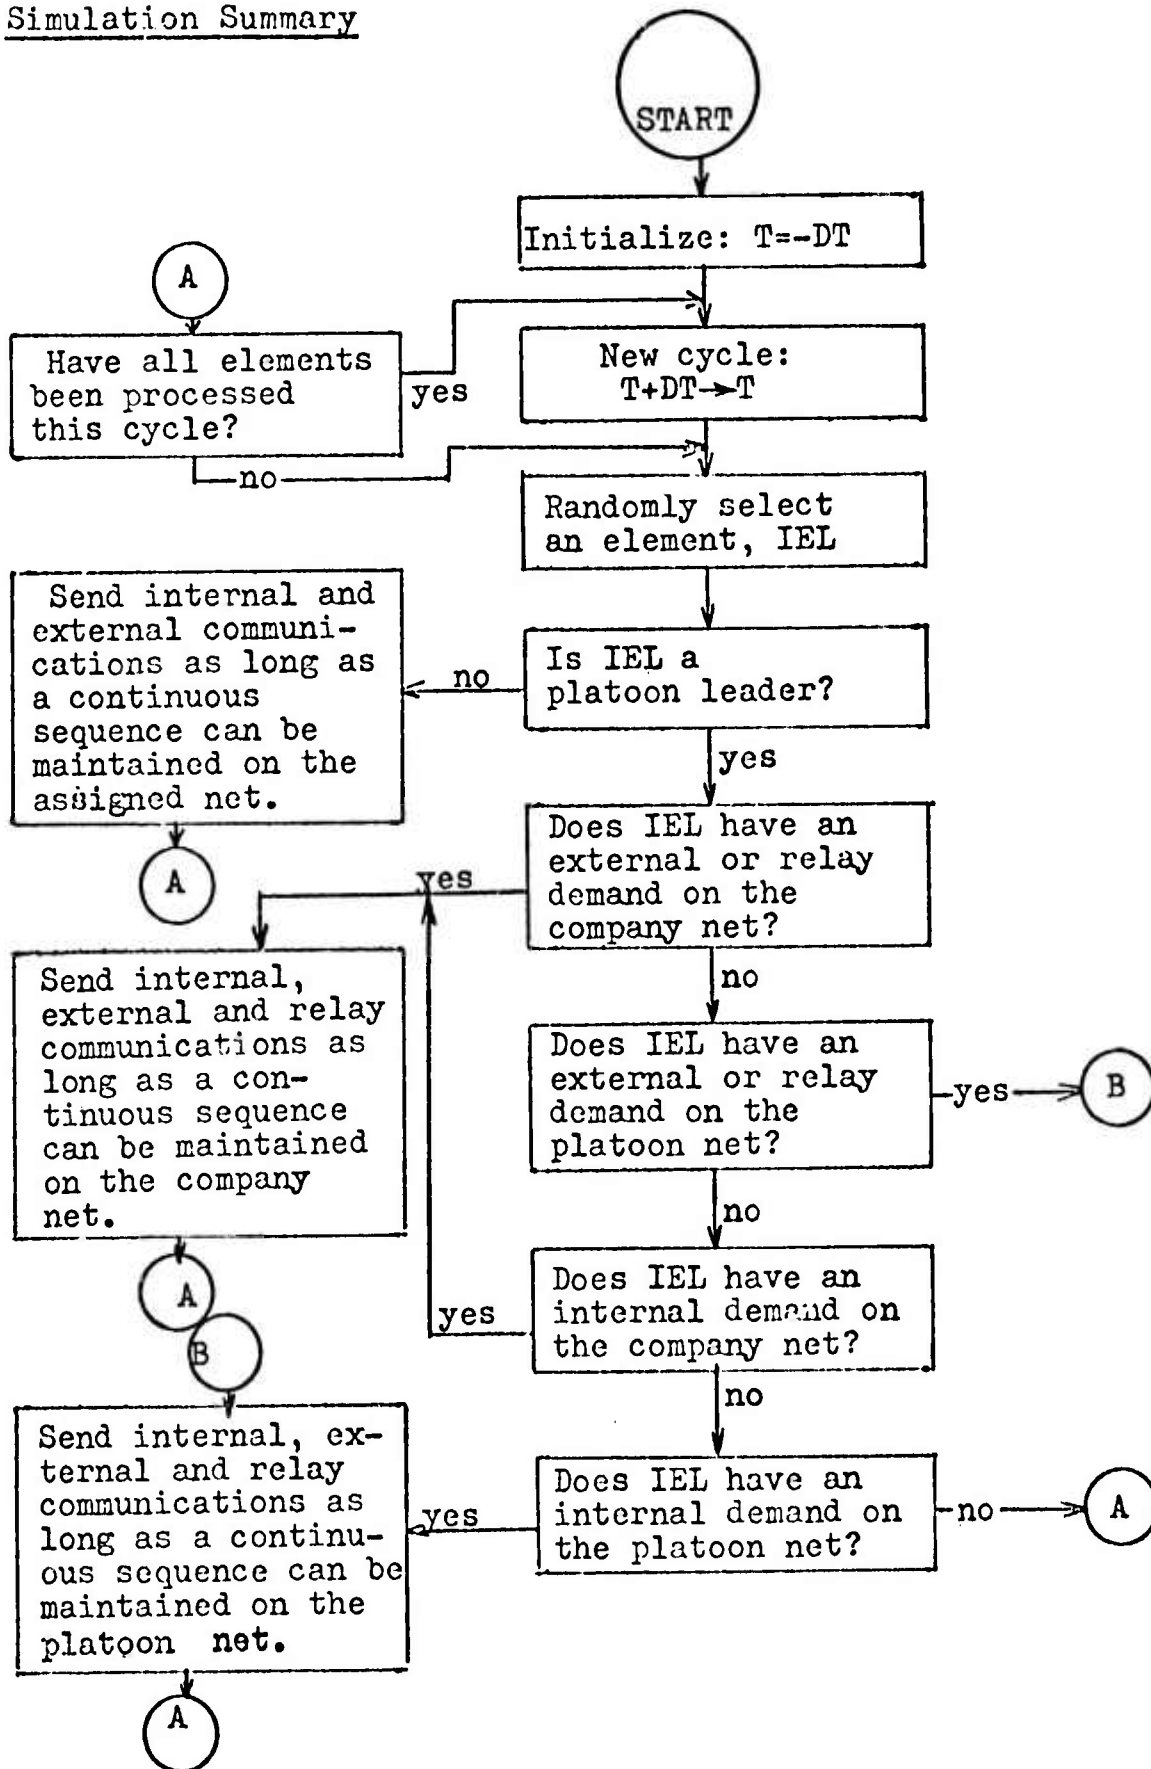 Simulation Summary
START
Initialize: T=-DT
A
Have all elements
been processed
this cycle?
yes
no
New cycle:
T+DT→T
Randomly select
an element, IEL
Is IEL a
platoon leader?
no
yes
Send internal and
external communi-
cations as long as
a continuous
sequence can be
maintained on the
assigned net.
A
Does IEL have an
external or relay
demand on the
company net?
yes
no
Send internal,
external and relay
communications as
long as a con-
tinuous sequence
can be maintained
on the company
net.
A
Does IEL have an
external or relay
demand on the
platoon net?
yes
B
no
Does IEL have an
internal demand on
the company net?
yes
no
B
Send internal, ex-
ternal and relay
communications as
long as a continu-
ous sequence can be
maintained on the
platoon net.
A
Does IEL have an
internal demand on
the platoon net?
yes
no
A